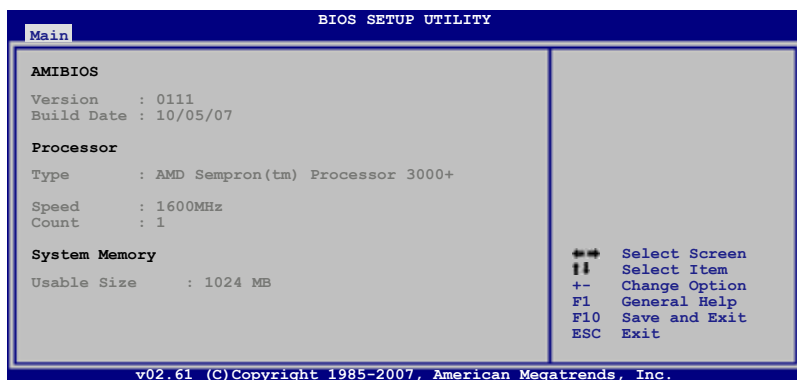 BIOS SETUP UTILITY
Main
AMIBIOS
Version : 0111
Build Date : 10/05/07
Processor
Type : AMD Sempron(tm) Processor 3000+
Speed : 1600MHz
Count : 1
System Memory
Usable Size : 1024 MB
←→ Select Screen
↑↓ Select Item
+- Change Option
F1 General Help
F10 Save and Exit
ESC Exit
v02.61 (C)Copyright 1985-2007, American Megatrends, Inc.